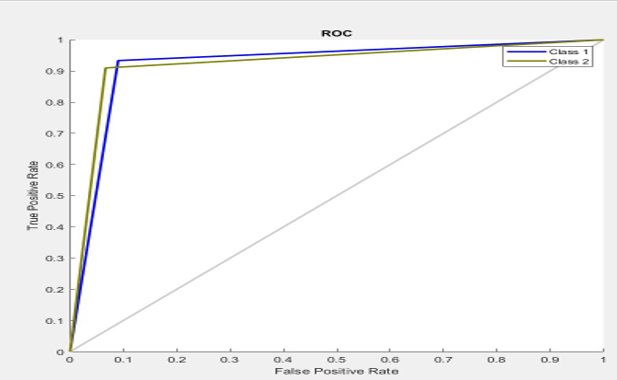 ROC
1
0.9
0.8
0.7
0.6
0.5
0.4
0.3
0.2
0.1
0
True Positive Rate
Class 1
Class 2
0 0.1 0.2 0.3 0.4 0.5 0.6 0.7 0.8 0.9 1
False Positive Rate